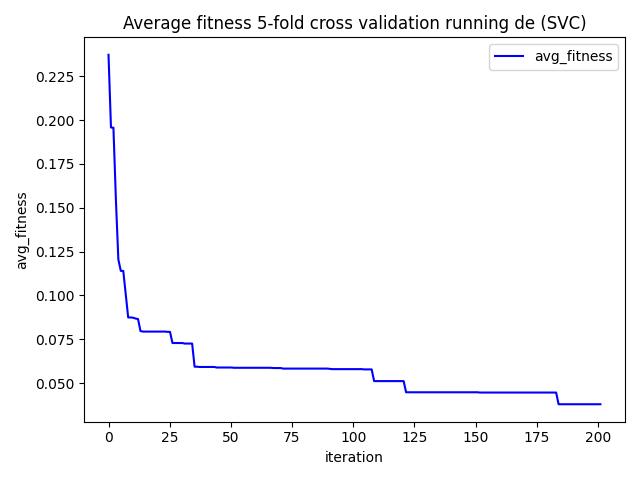 Average fitness 5-fold cross validation running de (SVC)
avg_fitness
0.225
0.200
0.175
0.150
0.125
0.100
0.075
0.050
avg_fitness
0 25 50 75 100 125 150 175 200
iteration